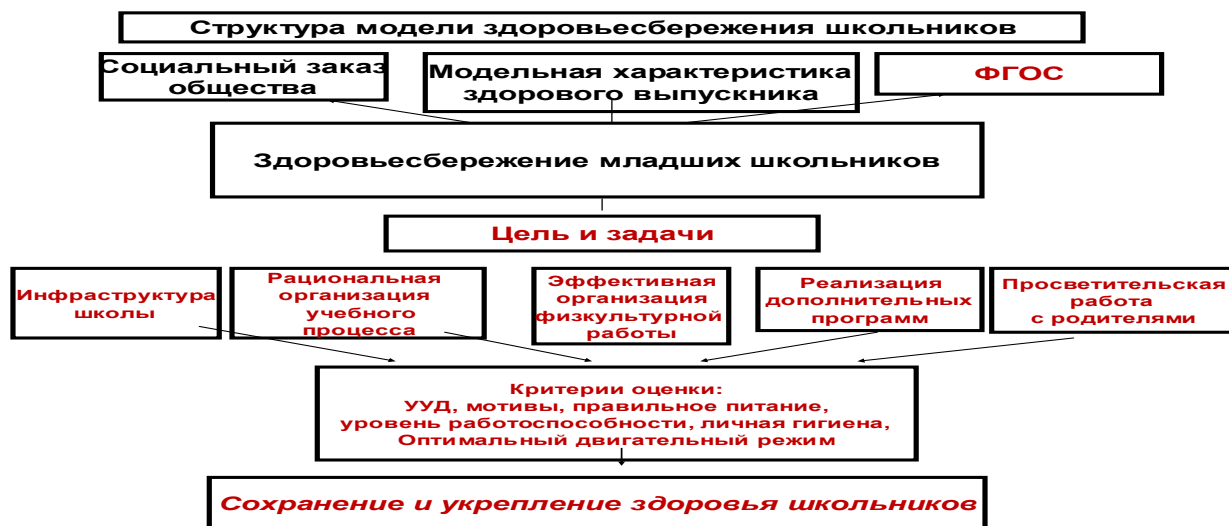 Структура модели здоровьесбережения школьников
Социальный заказ
общества
Модельная характеристика
здорового выпускника
ФГОС
Здоровьесбережение младших школьников
Цель и задачи
Инфраструктура
школы
Рациональная
организация
учебного
процесса
Эффективная
организация
физкультурной
работы
Реализация
дополнительных
программ
Просветительская
работа
с родителями
Критерии оценки:
УУД, мотивы, правильное питание,
уровень работоспособности, личная гигиена,
Оптимальный двигательный режим
Сохранение и укрепление здоровья школьников